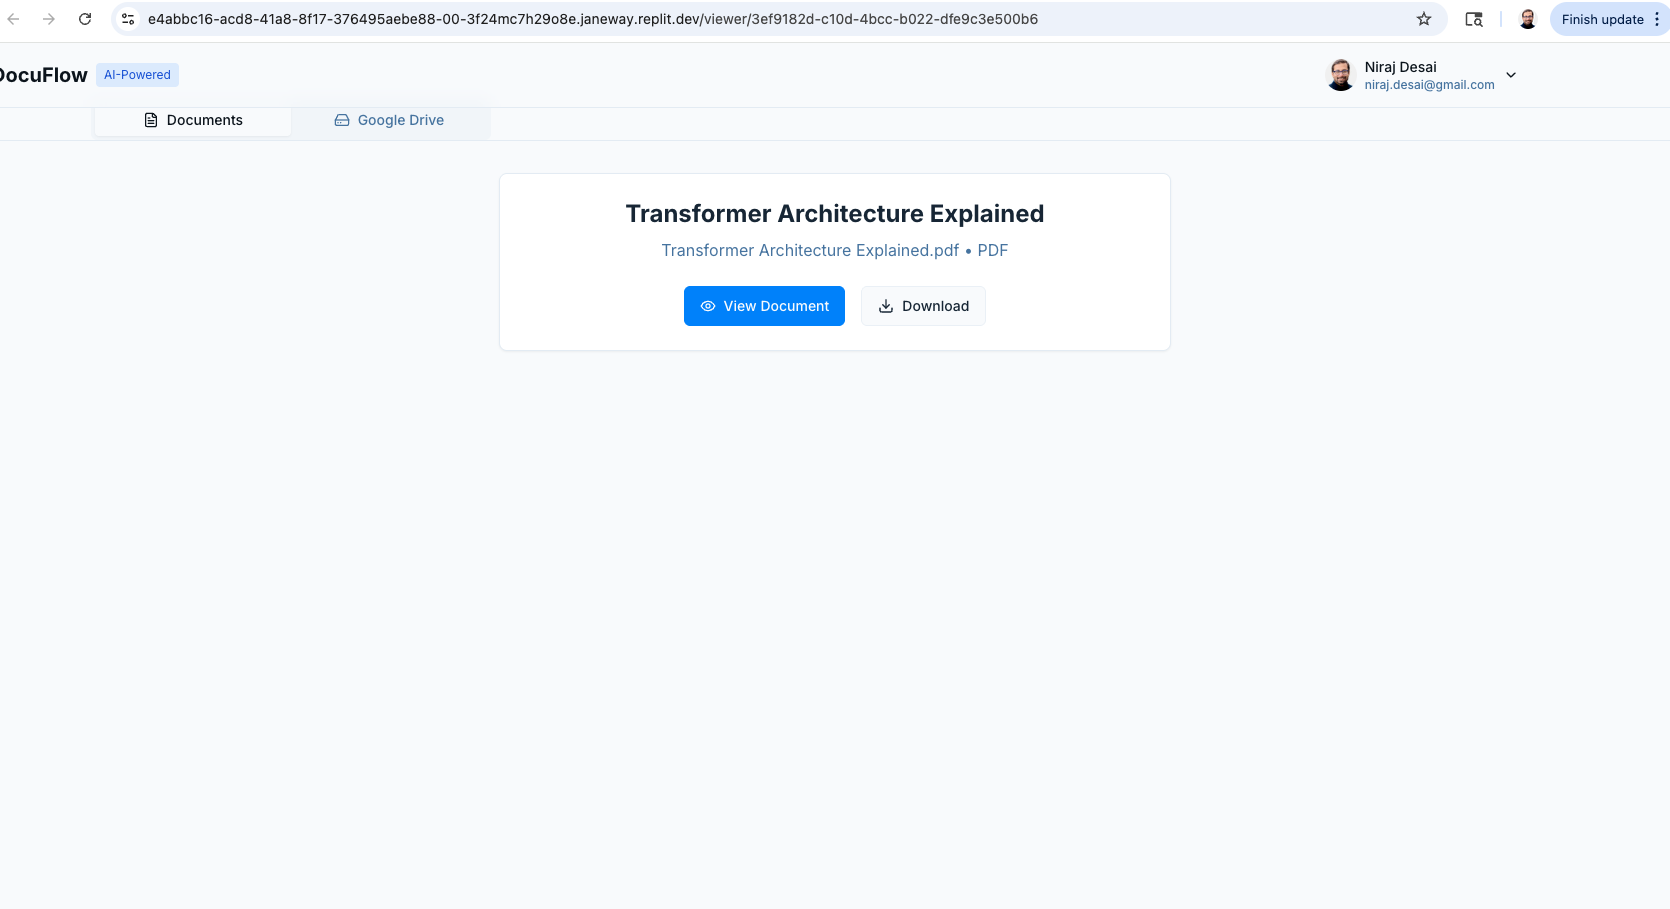 e4abbc16-acd8-41a8-8f17-376495aebe88-00-3f24mc7h29o8e.janeway.replit.dev/viewer/3ef9182d-c10d-4bcc-b022-dfe9c3e500b6
Finish update
DocuFlow AI-Powered
Niraj Desai
niraj.desai@gmail.com
Documents Google Drive
Transformer Architecture Explained
Transformer Architecture Explained.pdf • PDF
View Document Download